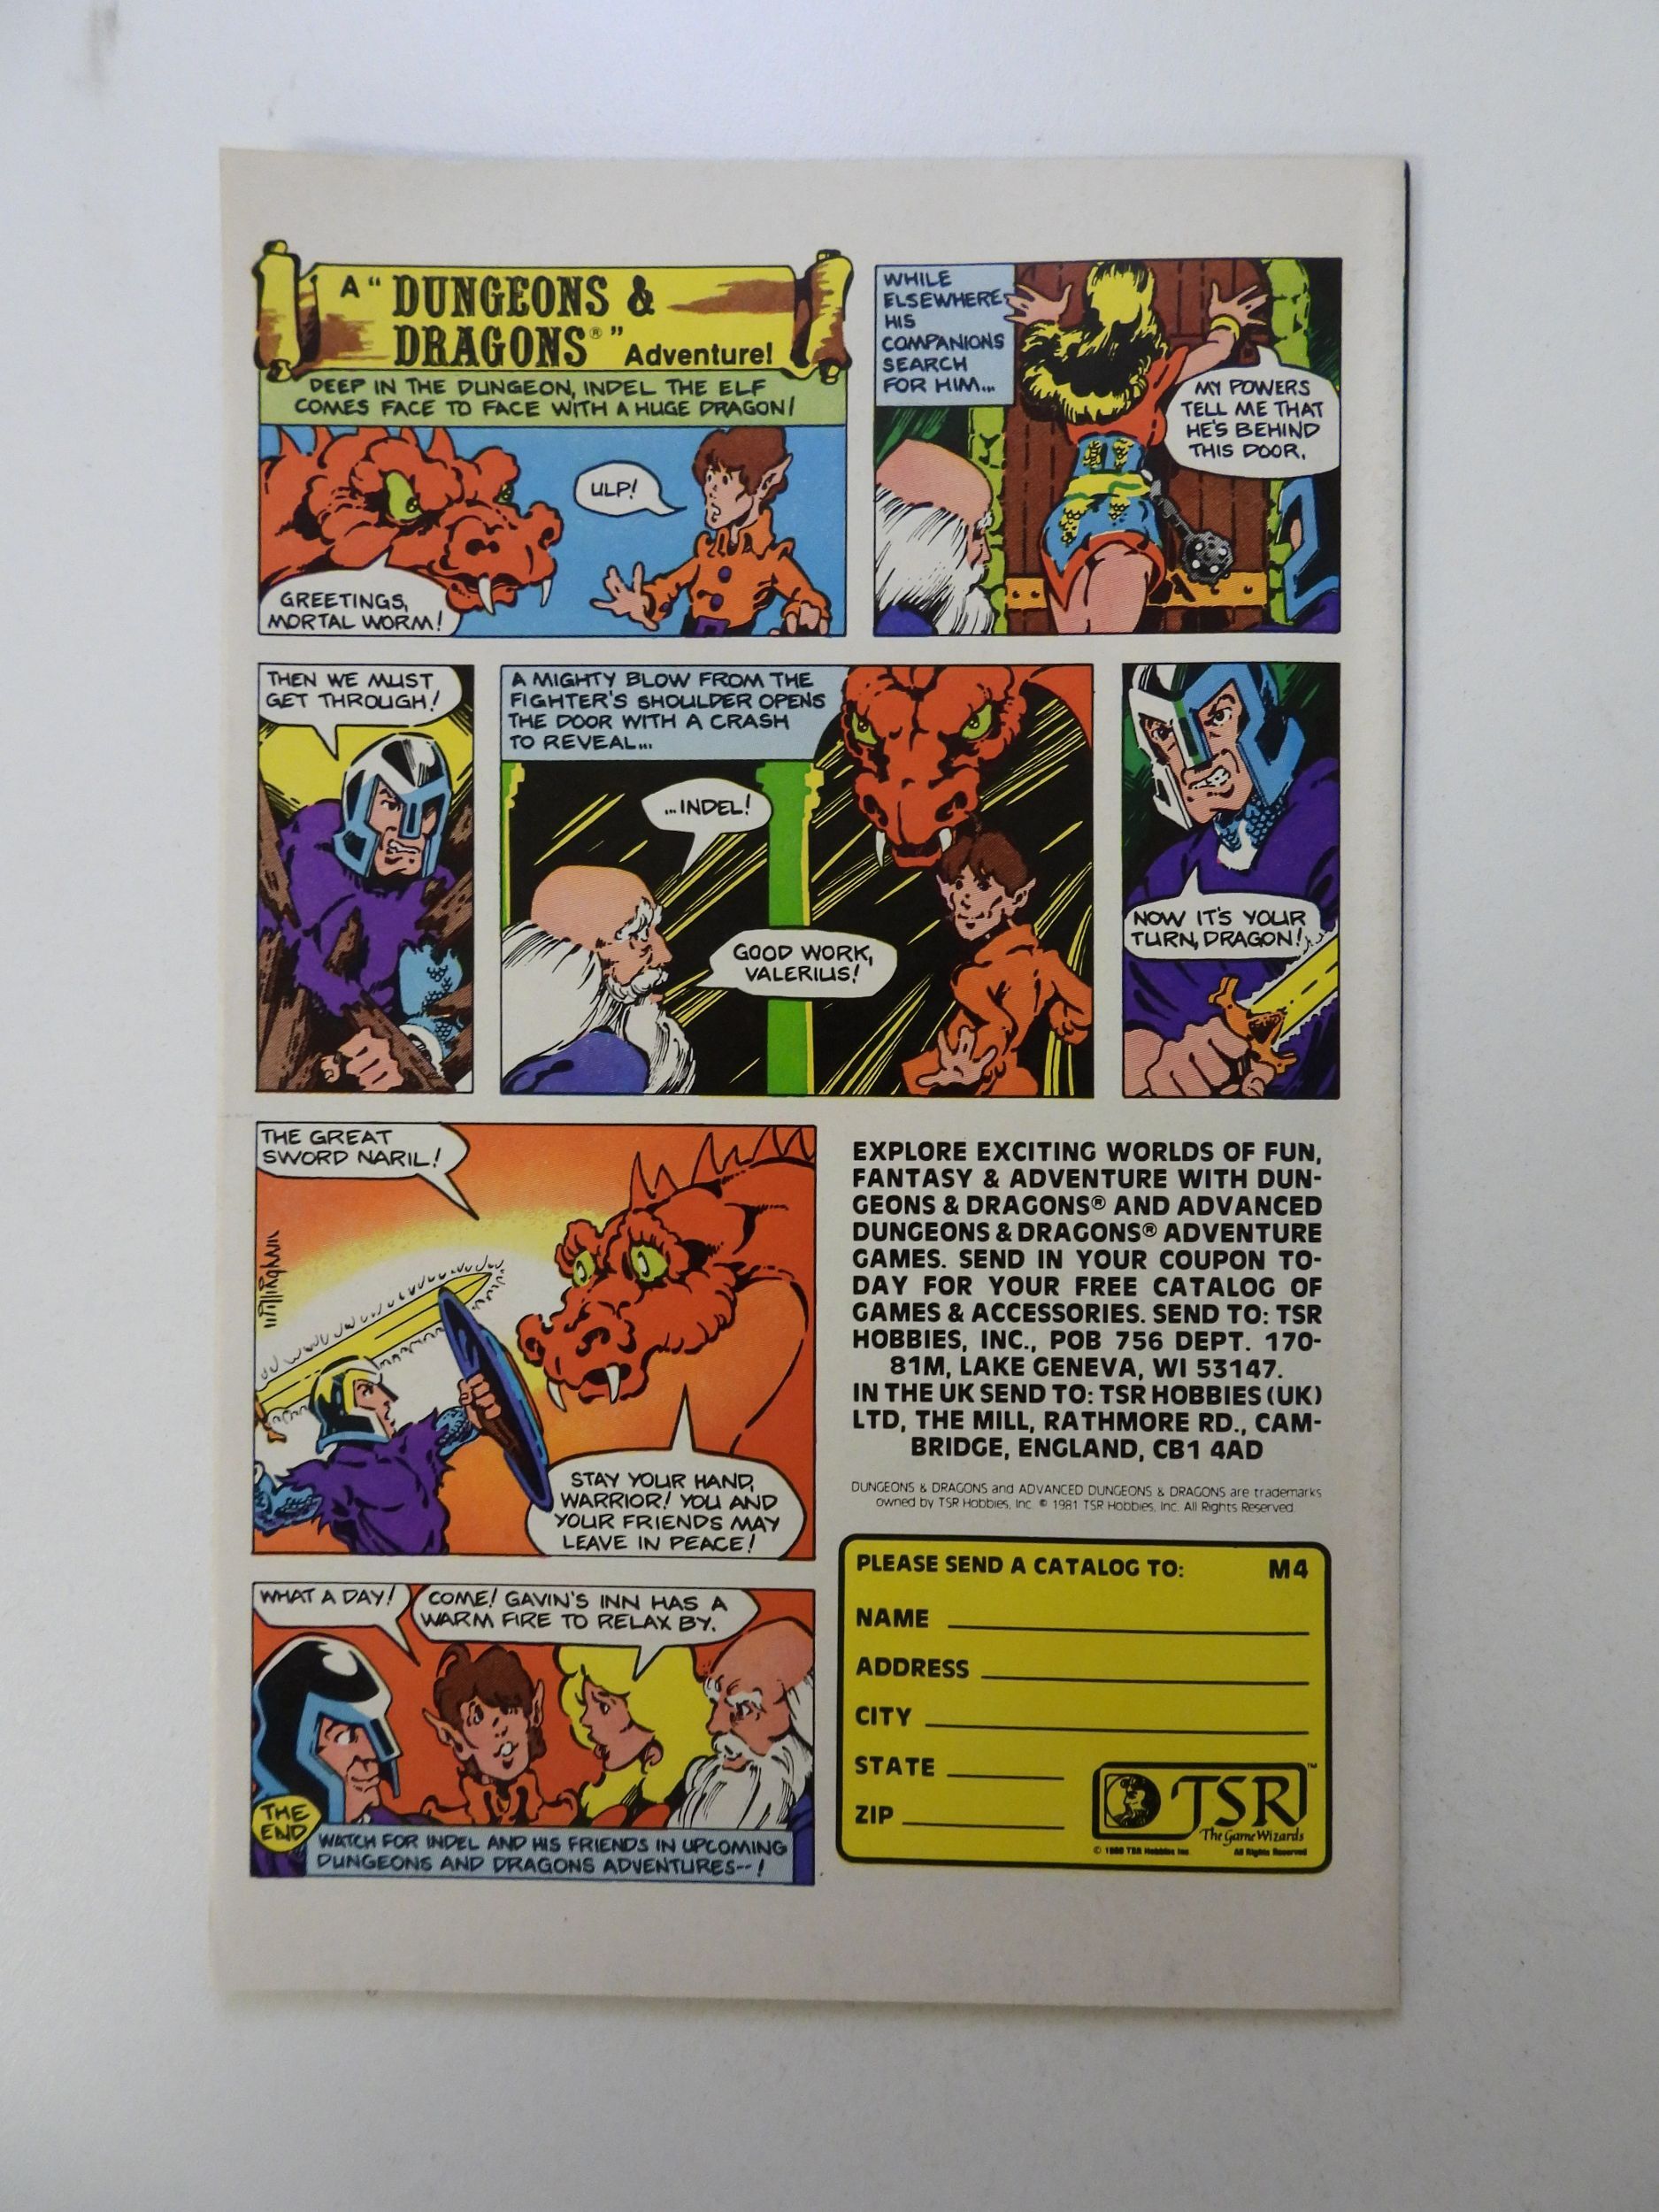 A "DUNGEONS &
DRAGONS®" Adventure!
DEEP IN THE DUNGEON, INDEL THE ELF
COMES FACE TO FACE WITH A HUGE DRAGON!
ULP!
GREETINGS,
MORTAL WORM!
WHILE
ELSEWHERE,
HIS
COMPANIONS
SEARCH
FOR HIM...
MY POWERS
TELL ME THAT
HE'S BEHIND
THIS DOOR.
THEN WE MUST
GET THROUGH!
A MIGHTY BLOW FROM THE
FIGHTER'S SHOULDER OPENS
THE DOOR WITH A CRASH
TO REVEAL...
...INDEL!
GOOD WORK,
VALERIUS!
NOW IT'S YOUR
TURN, DRAGON!
THE GREAT
SWORD NARIL!
Willingham
STAY YOUR HAND,
WARRIOR! YOU AND
YOUR FRIENDS MAY
LEAVE IN PEACE!
WHAT A DAY!
COME! GAVIN'S INN HAS A
WARM FIRE TO RELAX BY.
THE
END
WATCH FOR INDEL AND HIS FRIENDS IN UPCOMING
DUNGEONS AND DRAGONS ADVENTURES--!
EXPLORE EXCITING WORLDS OF FUN,
FANTASY & ADVENTURE WITH DUN-
GEONS & DRAGONS® AND ADVANCED
DUNGEONS & DRAGONS® ADVENTURE
GAMES. SEND IN YOUR COUPON TO-
DAY FOR YOUR FREE CATALOG OF
GAMES & ACCESSORIES. SEND TO: TSR
HOBBIES, INC., POB 756 DEPT. 170-
81M, LAKE GENEVA, WI 53147.
IN THE UK SEND TO: TSR HOBBIES (UK)
LTD, THE MILL, RATHMORE RD., CAM-
BRIDGE, ENGLAND, CB1 4AD
DUNGEONS & DRAGONS and ADVANCED DUNGEONS & DRAGONS are trademarks
owned by TSR Hobbies, Inc. © 1981 TSR Hobbies, Inc. All Rights Reserved.
PLEASE SEND A CATALOG TO: M4
NAME
ADDRESS
CITY
STATE
ZIP
TSR™
The Game Wizards
© 1980 TSR Hobbies Inc. All Rights Reserved